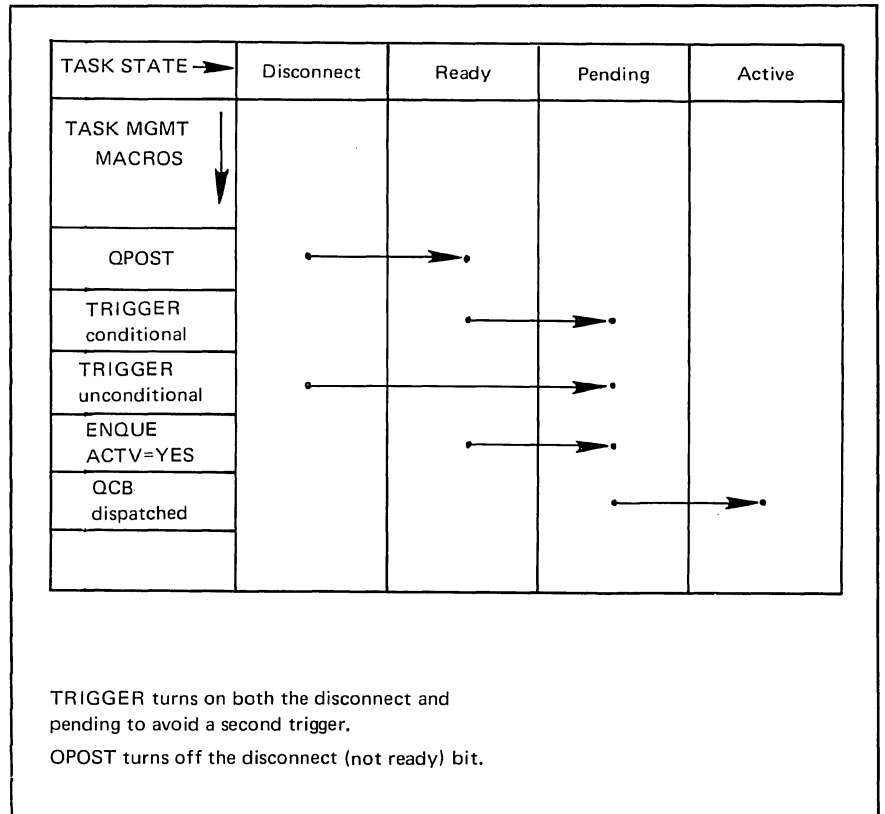 TASK STATE Disconnect Ready Pending Active
TASK MGMT
MACROS
QPOST
TRIGGER
conditional
TRIGGER
unconditional
ENQUE
ACTV=YES
QCB
dispatched
TRIGGER turns on both the disconnect and
pending to avoid a second trigger.
OPOST turns off the disconnect (not ready) bit.